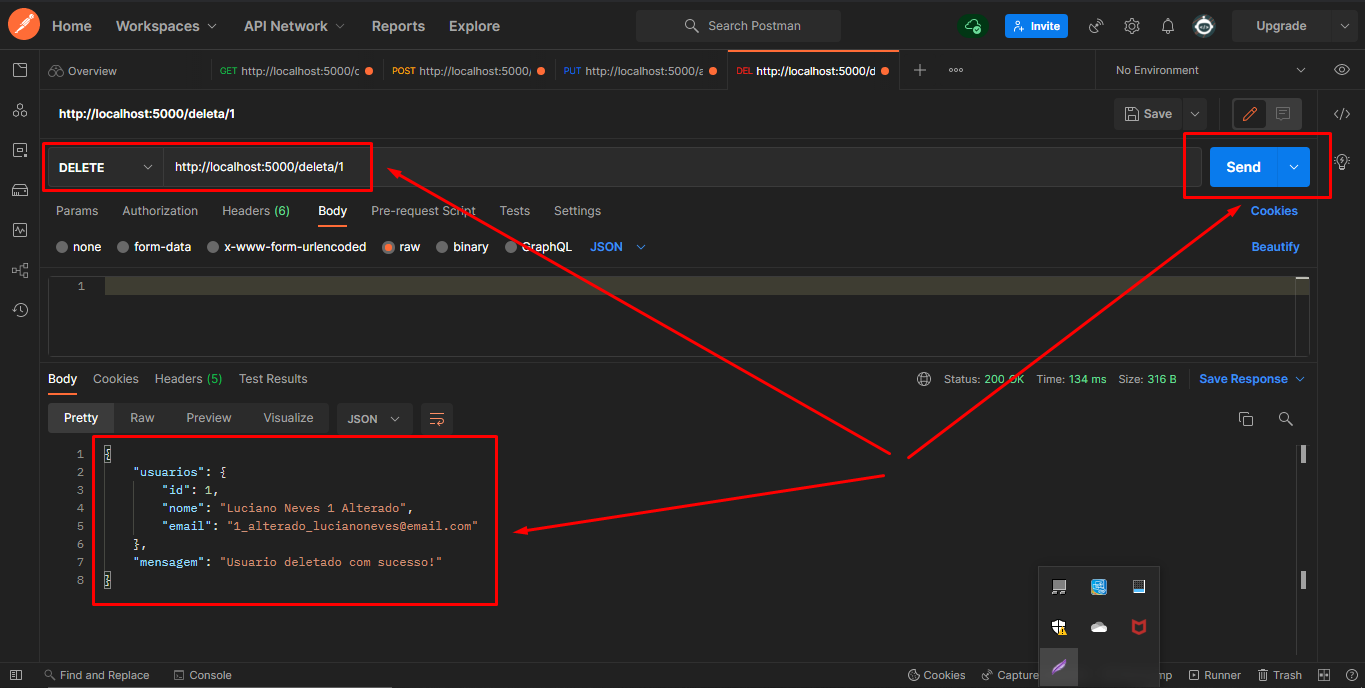 Home Workspaces API Network Reports Explore Search Postman Invite Upgrade
Overview GET http://localhost:5000/c POST http://localhost:5000/ PUT http://localhost:5000/a DEL http://localhost:5000/d No Environment
http://localhost:5000/deleta/1 Save
DELETE http://localhost:5000/deleta/1 Send
Params Authorization Headers (6) Body Pre-request Script Tests Settings Cookies
none form-data x-www-form-urlencoded raw binary GraphQL JSON Beautify
1
Body Cookies Headers (5) Test Results Status: 200 OK Time: 134 ms Size: 316 B Save Response
Pretty Raw Preview Visualize JSON
1 {
2 "usuarios": {
3 "id": 1,
4 "nome": "Luciano Neves 1 Alterado",
5 "email": "1_alterado_lucianoneves@email.com"
6 },
7 "mensagem": "Usuario deletado com sucesso!"
8 }
Find and Replace Console Cookies Capture mp Runner Trash